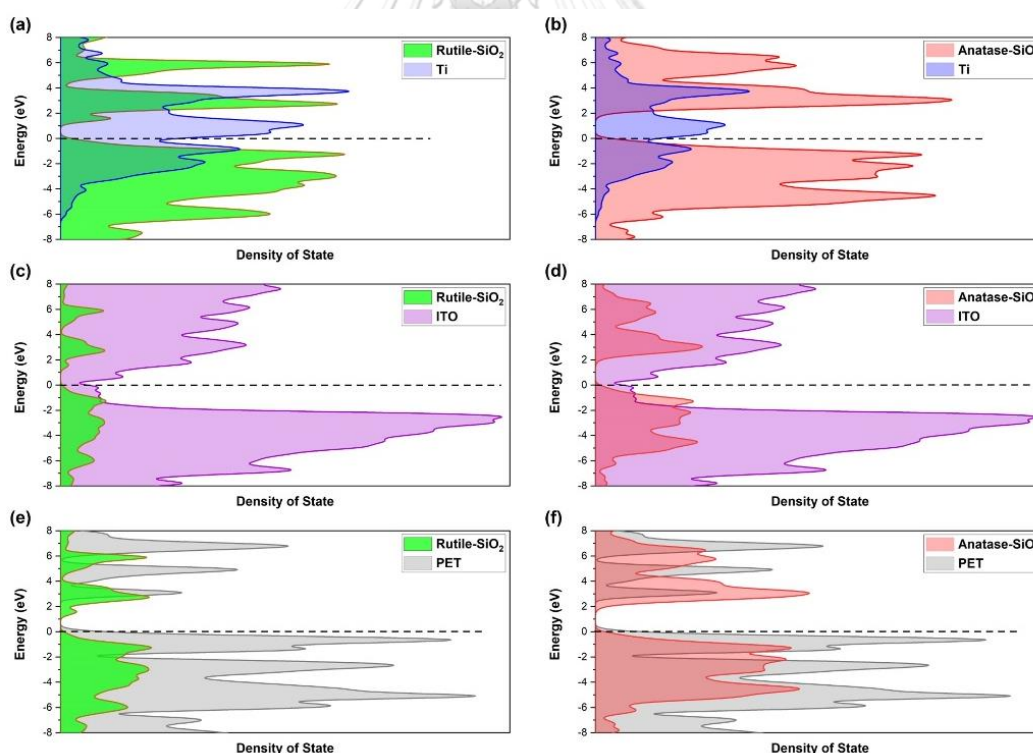 (a)
8
6
4
2
0
-2
-4
-6
-8
Energy (eV)
Rutile-SiO₂
Ti
Density of State
(b)
8
6
4
2
0
-2
-4
-6
-8
Energy (eV)
Anatase-SiO
Ti
Density of State
(c)
8
6
4
2
0
-2
-4
-6
-8
Energy (eV)
Rutile-SiO₂
ITO
Density of State
(d)
8
6
4
2
0
-2
-4
-6
-8
Energy (eV)
Anatase-SiO
ITO
Density of State
(e)
8
6
4
2
0
-2
-4
-6
-8
Energy (eV)
Rutile-SiO₂
PET
Density of State
(f)
8
6
4
2
0
-2
-4
-6
-8
Energy (eV)
Anatase-SiO
PET
Density of State